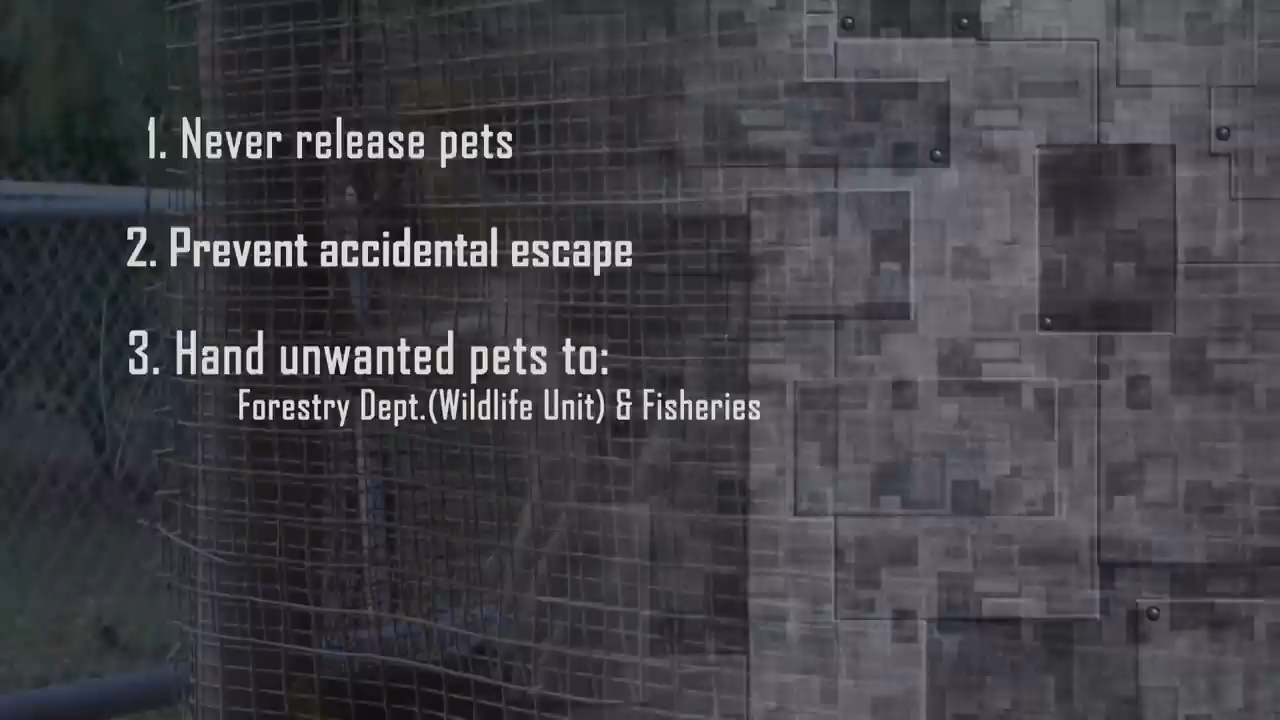 1. Never release pets
2. Prevent accidental escape
3. Hand unwanted pets to:
Forestry Dept.(Wildlife Unit) & Fisheries